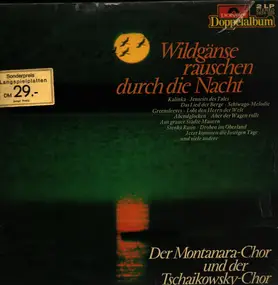 Polydor
2 LP
Doppelalbum
Wildgänse
rauschen
durch die Nacht
Sonderpreis
Langspielplatten
DM 29.-
Kalinka · Jenseits des Tales
Das Lied der Berge · Schiwago-Melodie
Greensleeves · Lobt den Herrn der Welt
Abendglocken · Aber der Wagen rollt
Aus grauer Städte Mauern
Stenka Rasin · Droben im Oberland
Jetzt kommen die lustigen Tage
und viele andere
Der Montanara-Chor
und der
Tschaikowsky-Chor